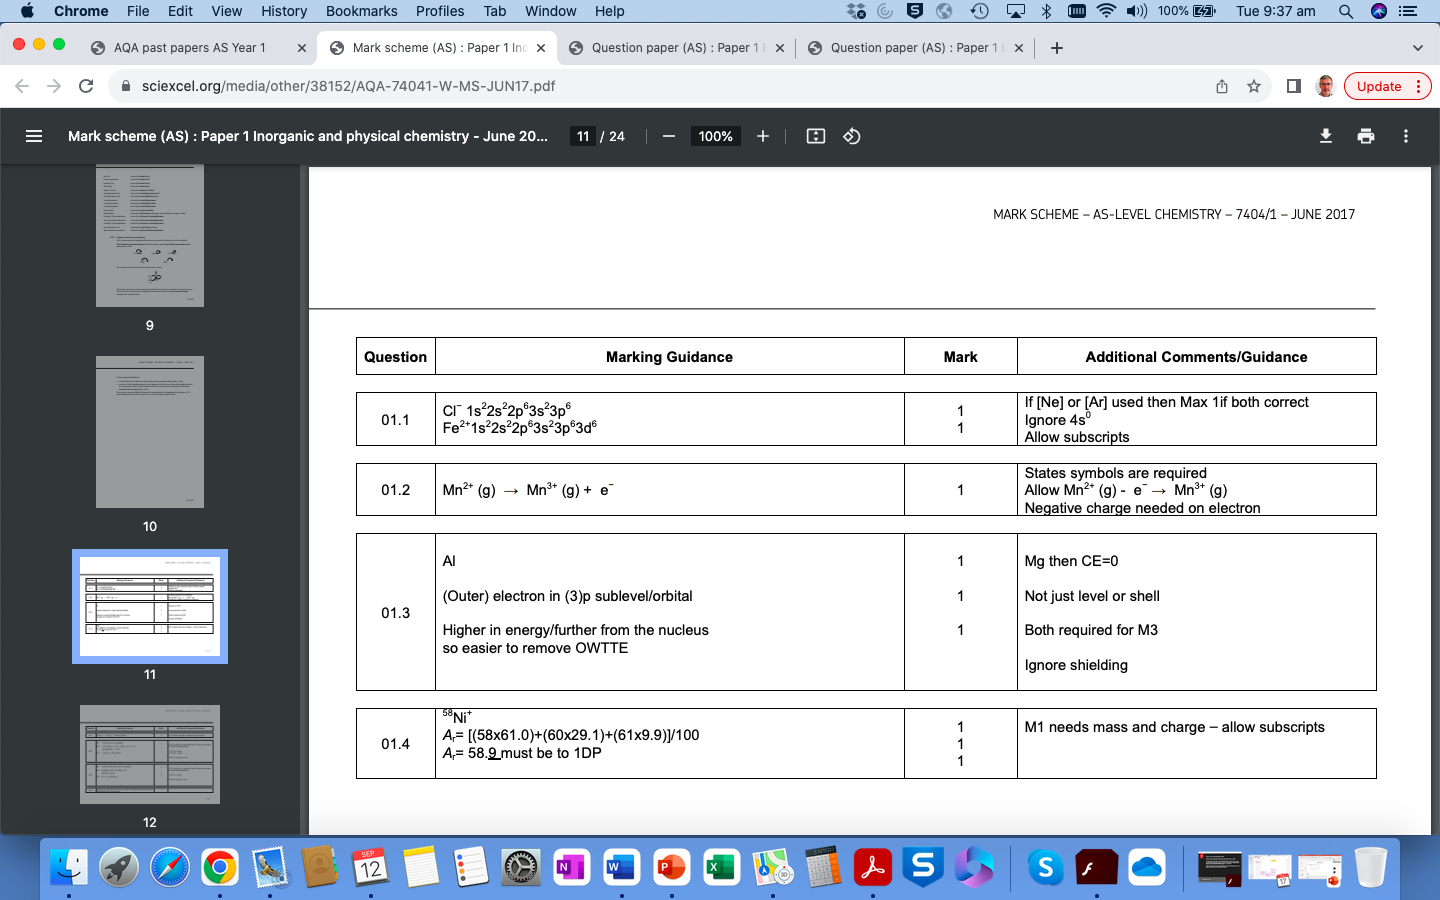 Chrome File Edit View History Bookmarks Profiles Tab Window Help 100% Tue 9:37 am
AQA past papers AS Year 1
Mark scheme (AS) : Paper 1 Ino
Question paper (AS) : Paper 1 I
Question paper (AS) : Paper 1 I
sciexcel.org/media/other/38152/AQA-74041-W-MS-JUN17.pdf
Update
Mark scheme (AS) : Paper 1 Inorganic and physical chemistry - June 20... 11 / 24 100%
9
10
11
12
MARK SCHEME – AS-LEVEL CHEMISTRY – 7404/1 – JUNE 2017
Question Marking Guidance Mark Additional Comments/Guidance
01.1
Cl⁻ 1s²2s²2p⁶3s²3p⁶
Fe²⁺1s²2s²2p⁶3s²3p⁶3d⁶
1
1
If [Ne] or [Ar] used then Max 1if both correct
Ignore 4s⁰
Allow subscripts
01.2
Mn²⁺ (g) → Mn³⁺ (g) + e⁻
1
States symbols are required
Allow Mn²⁺ (g) - e⁻ → Mn³⁺ (g)
Negative charge needed on electron
01.3
Al
(Outer) electron in (3)p sublevel/orbital
Higher in energy/further from the nucleus
so easier to remove OWTTE
1
1
1
Mg then CE=0
Not just level or shell
Both required for M3
Ignore shielding
01.4
⁵⁸Ni⁺
Aᵣ= [(58x61.0)+(60x29.1)+(61x9.9)]/100
Aᵣ= 58.9 must be to 1DP
1
1
1
M1 needs mass and charge – allow subscripts
SEP
12
17